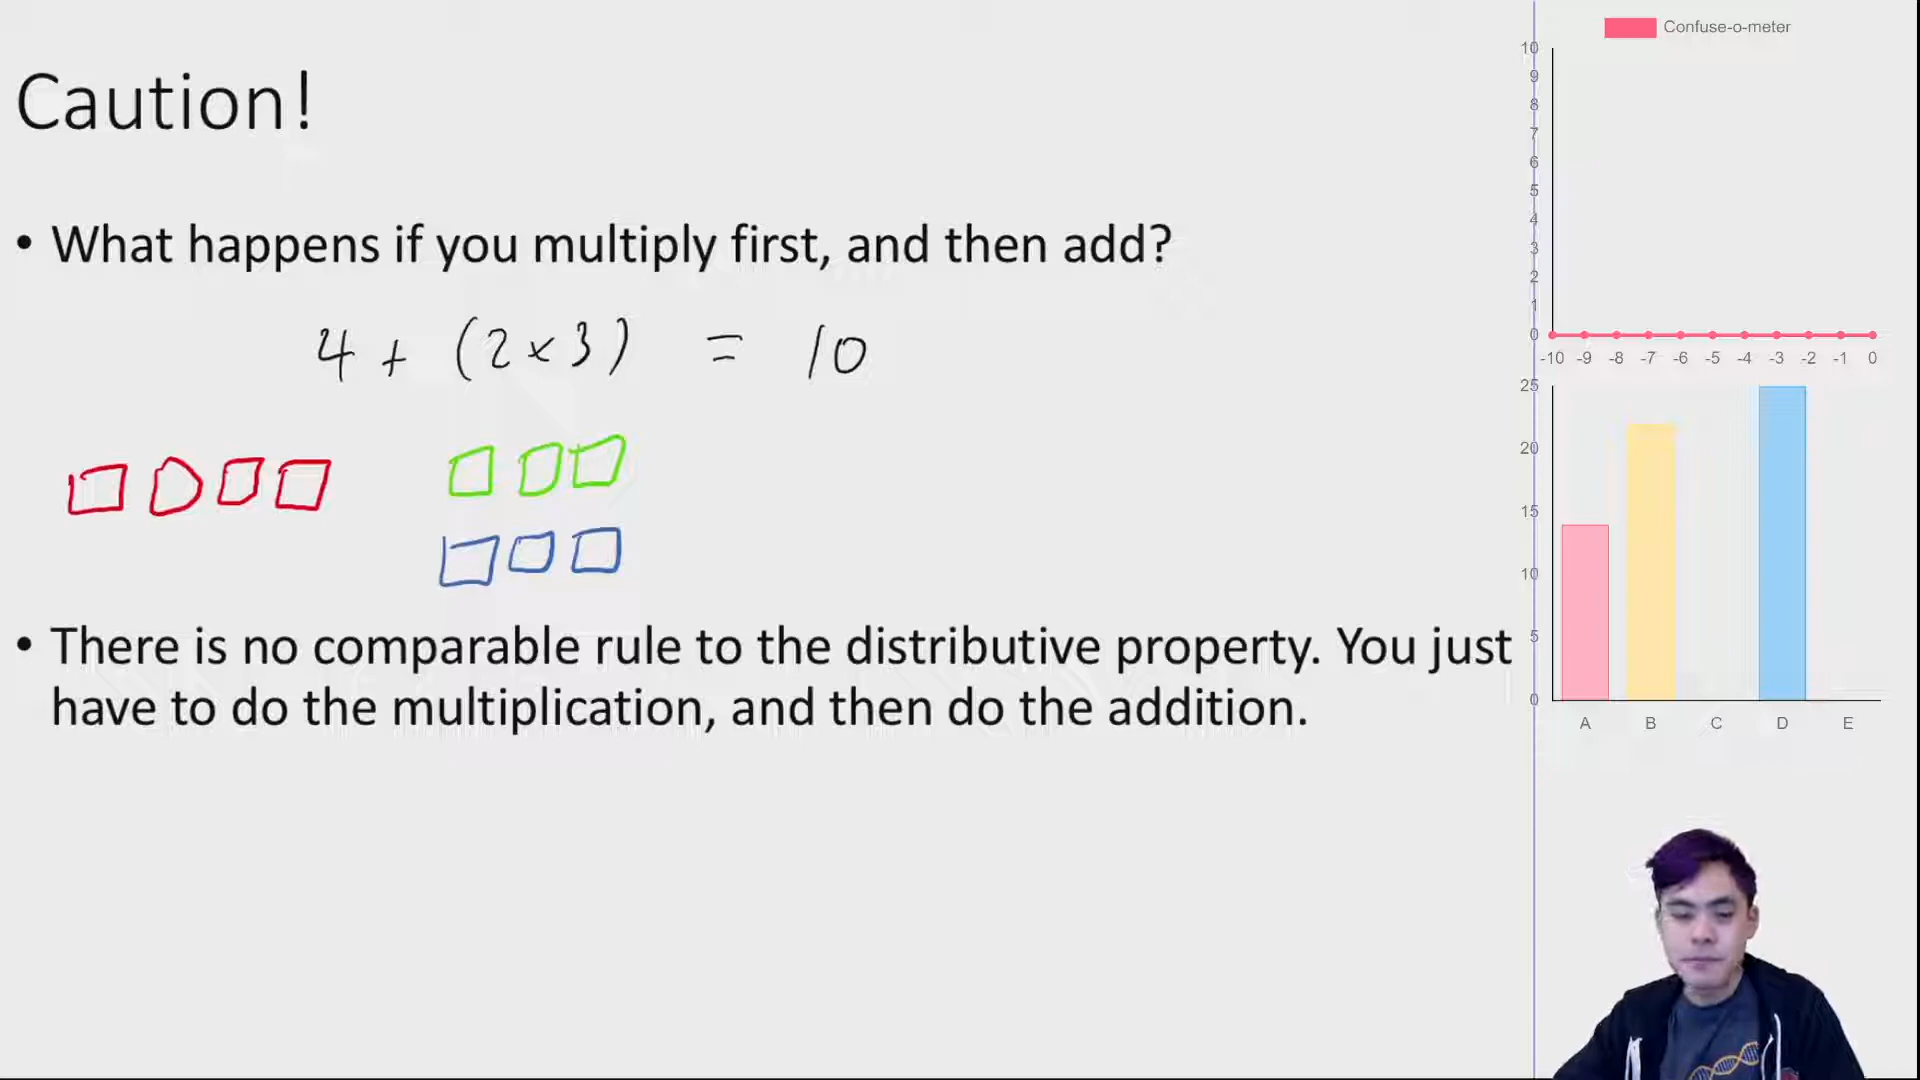 Caution!
• What happens if you multiply first, and then add?
4 + (2 × 3) = 10
• There is no comparable rule to the distributive property. You just
have to do the multiplication, and then do the addition.
Confuse-o-meter
10
9
8
7
6
5
4
3
2
1
0
-10 -9 -8 -7 -6 -5 -4 -3 -2 -1 0
25
20
15
10
5
0
A B C D E